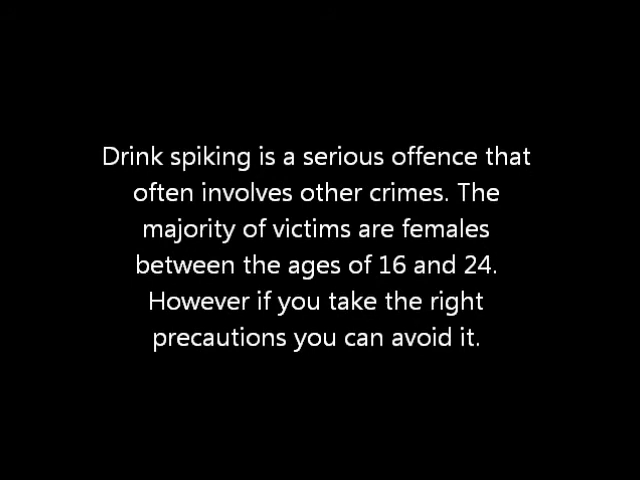 Drink spiking is a serious offence that
often involves other crimes. The
majority of victims are females
between the ages of 16 and 24.
However if you take the right
precautions you can avoid it.